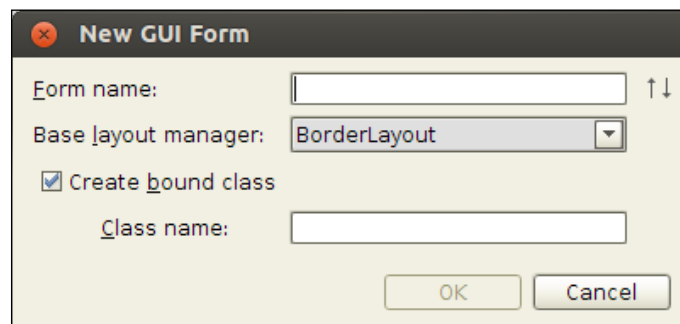 New GUI Form
Form name:
Base layout manager: BorderLayout
Create bound class
Class name:
OK Cancel